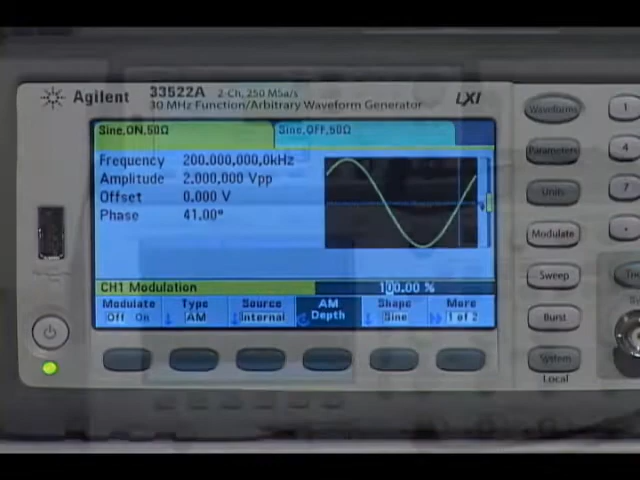 Agilent 33522A 2-Ch, 250 MSa/s LXI
30 MHz Function/Arbitrary Waveform Generator
Sine,ON,50Ω Sine,OFF,50Ω
Frequency 200.000,000,0kHz
Amplitude 2.000,000 Vpp
Offset 0.000 V
Phase 41.00°
CH1 Modulation 100.00 %
Modulate Type Source AM Depth Shape More
Off On AM Internal Sine 1 of 2
Waveforms 1
Parameters 4
Units 7
Modulate
Sweep
Burst
System
Local